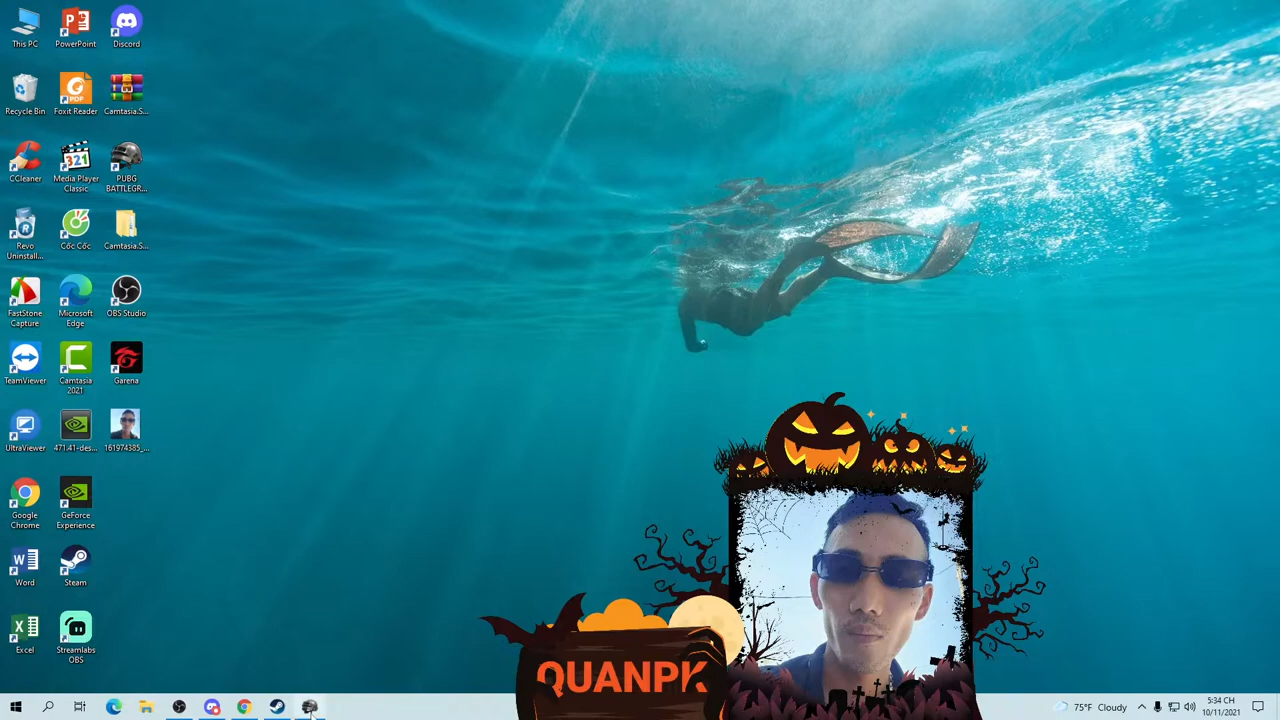 This PC
PowerPoint
Discord
Recycle Bin
Foxit Reader
Camtasia.S...
CCleaner
Media Player
Classic
PUBG
BATTLEGR...
Revo
Uninstall...
Cốc Cốc
Camtasia.S...
FastStone
Capture
Microsoft
Edge
OBS Studio
TeamViewer
Camtasia
2021
Garena
UltraViewer
471.41-des...
161974385_...
Google
Chrome
GeForce
Experience
Word
Steam
Excel
Streamlabs
OBS
QUANPK
75°F Cloudy
5:34 CH
10/11/2021